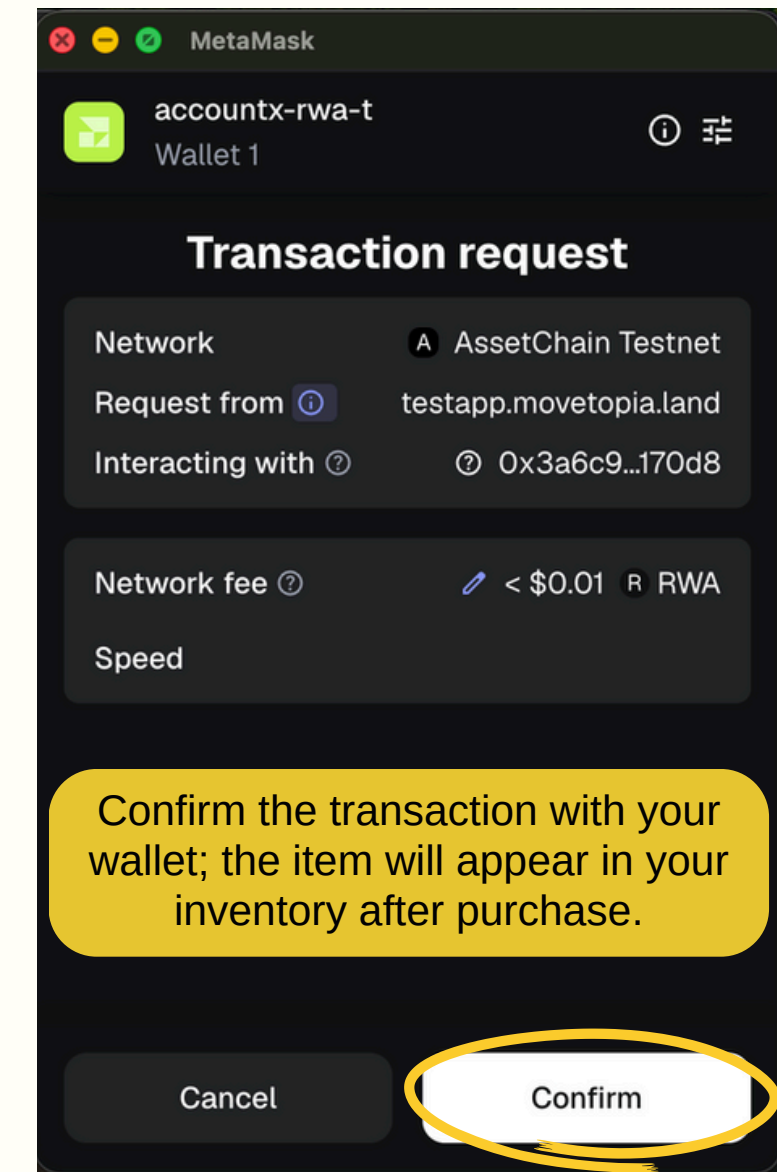 MetaMask
accountx-rwa-t
Wallet 1
Transaction request
Network A AssetChain Testnet
Request from testapp.movetopia.land
Interacting with 0x3a6c9...170d8
Network fee < $0.01 R RWA
Speed
Confirm the transaction with your
wallet; the item will appear in your
inventory after purchase.
Cancel Confirm